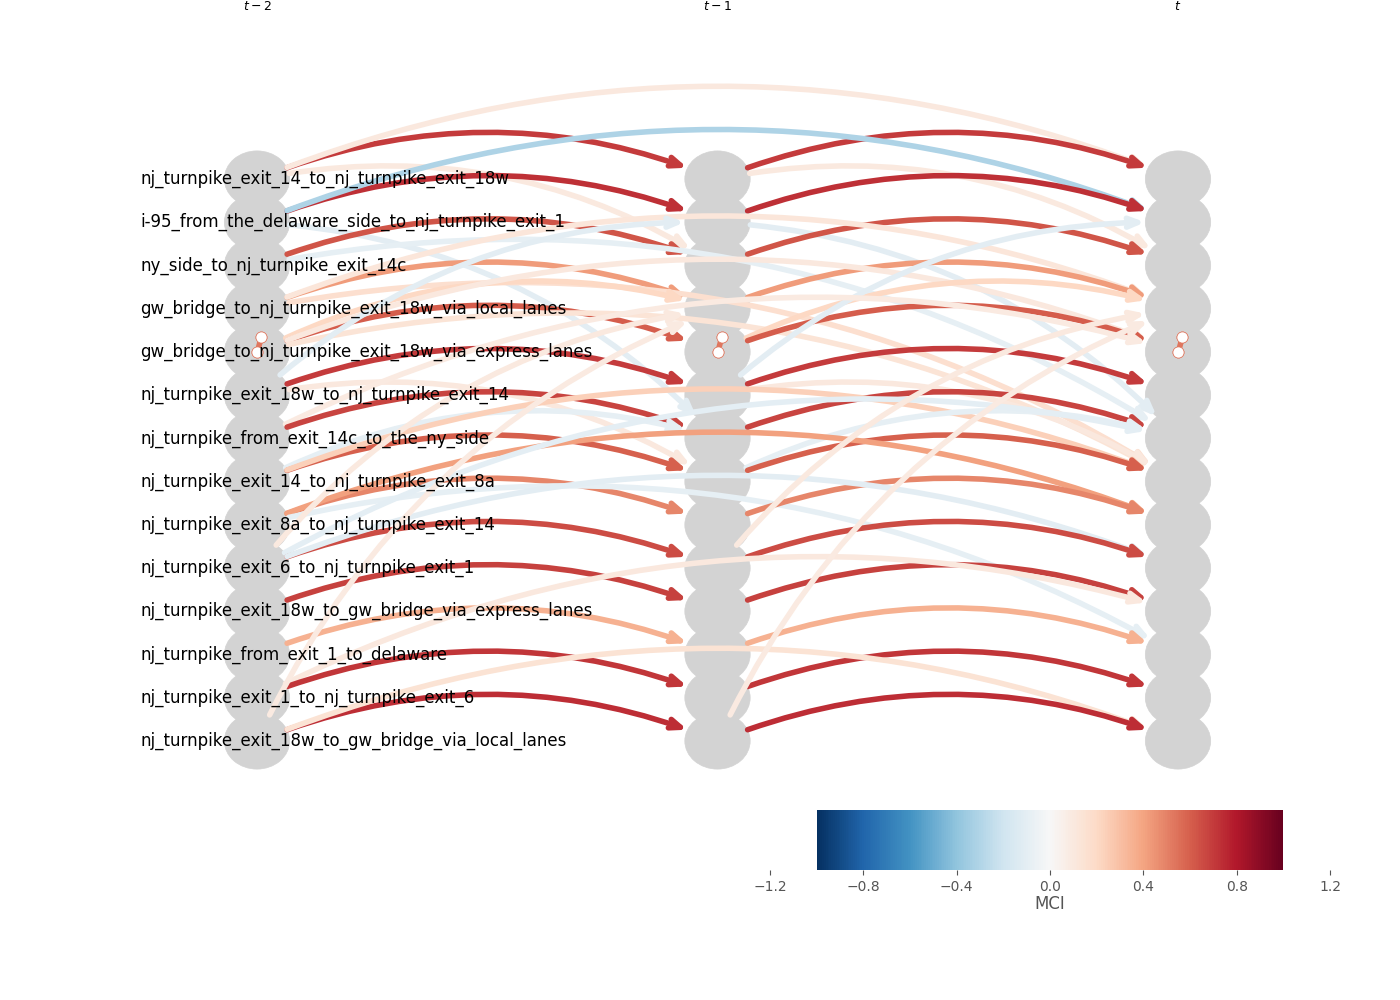 t − 2 t − 1 t
nj_turnpike_exit_14_to_nj_turnpike_exit_18w
i-95_from_the_delaware_side_to_nj_turnpike_exit_1
ny_side_to_nj_turnpike_exit_14c
gw_bridge_to_nj_turnpike_exit_18w_via_local_lanes
gw_bridge_to_nj_turnpike_exit_18w_via_express_lanes
nj_turnpike_exit_18w_to_nj_turnpike_exit_14
nj_turnpike_from_exit_14c_to_the_ny_side
nj_turnpike_exit_14_to_nj_turnpike_exit_8a
nj_turnpike_exit_8a_to_nj_turnpike_exit_14
nj_turnpike_exit_6_to_nj_turnpike_exit_1
nj_turnpike_exit_18w_to_gw_bridge_via_express_lanes
nj_turnpike_from_exit_1_to_delaware
nj_turnpike_exit_1_to_nj_turnpike_exit_6
nj_turnpike_exit_18w_to_gw_bridge_via_local_lanes
−1.2 −0.8 −0.4 0.0 0.4 0.8 1.2
MCI